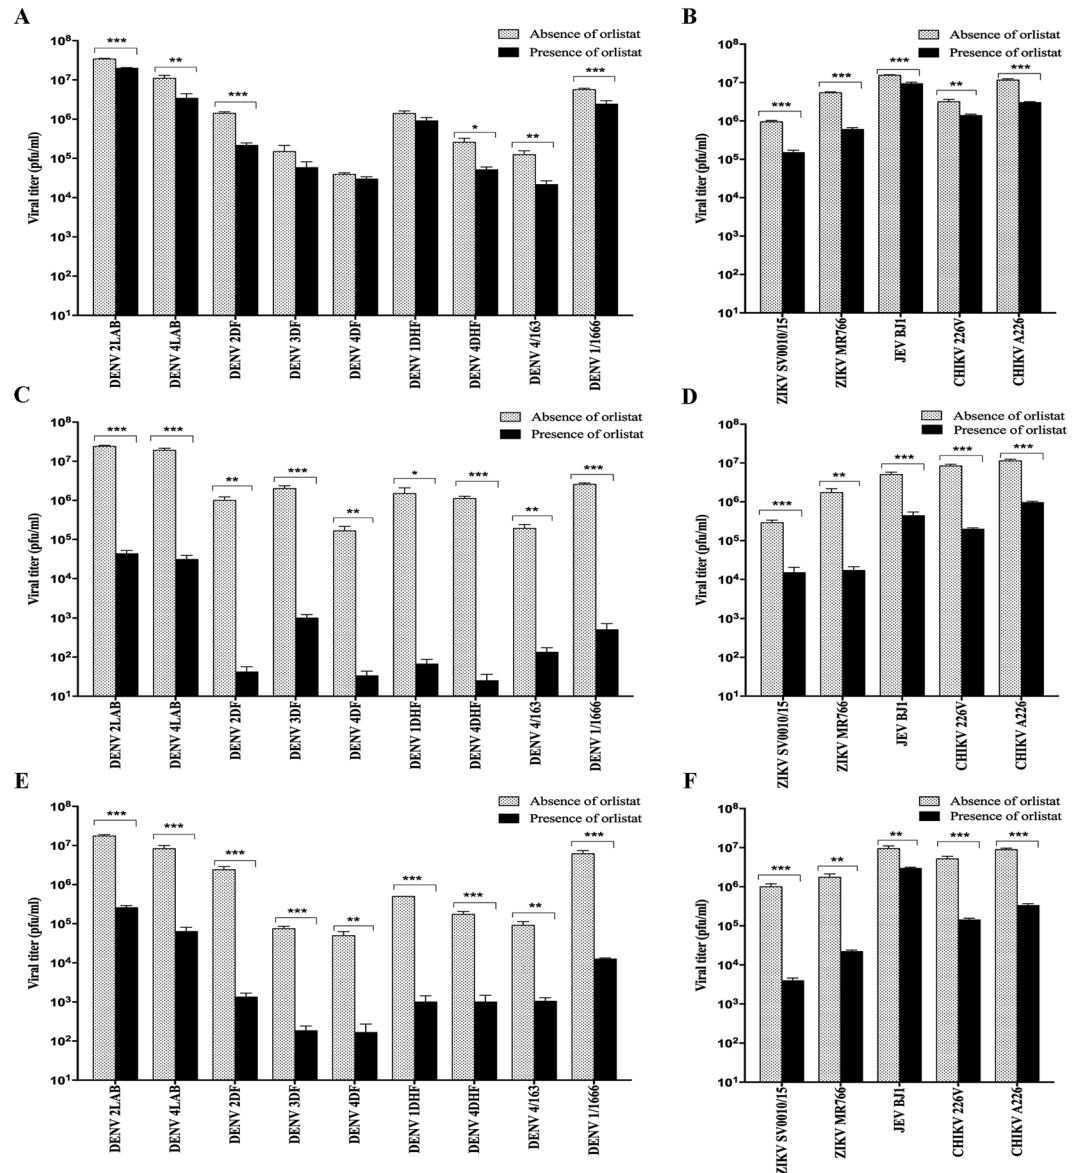 A
Absence of orlistat
Presence of orlistat
Viral titer (pfu/ml)
10⁸
10⁷
10⁶
10⁵
10⁴
10³
10²
10¹
***
**
***
*
**
***
DENV 2LAB
DENV 4LAB
DENV 2DF
DENV 3DF
DENV 4DF
DENV 1DHF
DENV 4DHF
DENV 4/163
DENV 1/1666
B
Absence of orlistat
Presence of orlistat
Viral titer (pfu/ml)
10⁸
10⁷
10⁶
10⁵
10⁴
10³
10²
10¹
***
***
***
**
***
ZIKV SV0010/15
ZIKV MR766
JEV BJ1
CHIKV 226V
CHIKV A226
C
Absence of orlistat
Presence of orlistat
Viral titer (pfu/ml)
10⁸
10⁷
10⁶
10⁵
10⁴
10³
10²
10¹
***
***
**
***
**
*
***
**
***
DENV 2LAB
DENV 4LAB
DENV 2DF
DENV 3DF
DENV 4DF
DENV 1DHF
DENV 4DHF
DENV 4/163
DENV 1/1666
D
Absence of orlistat
Presence of orlistat
Viral titer (pfu/ml)
10⁸
10⁷
10⁶
10⁵
10⁴
10³
10²
10¹
***
**
***
***
***
ZIKV SV0010/15
ZIKV MR766
JEV BJ1
CHIKV 226V
CHIKV A226
E
Absence of orlistat
Presence of orlistat
Viral titer (pfu/ml)
10⁸
10⁷
10⁶
10⁵
10⁴
10³
10²
10¹
***
***
***
***
**
***
***
**
***
DENV 2LAB
DENV 4LAB
DENV 2DF
DENV 3DF
DENV 4DF
DENV 1DHF
DENV 4DHF
DENV 4/163
DENV 1/1666
F
Absence of orlistat
Presence of orlistat
Viral titer (pfu/ml)
10⁸
10⁷
10⁶
10⁵
10⁴
10³
10²
10¹
***
**
**
***
***
ZIKV SV0010/15
ZIKV MR766
JEV BJ1
CHIKV 226V
CHIKV A226